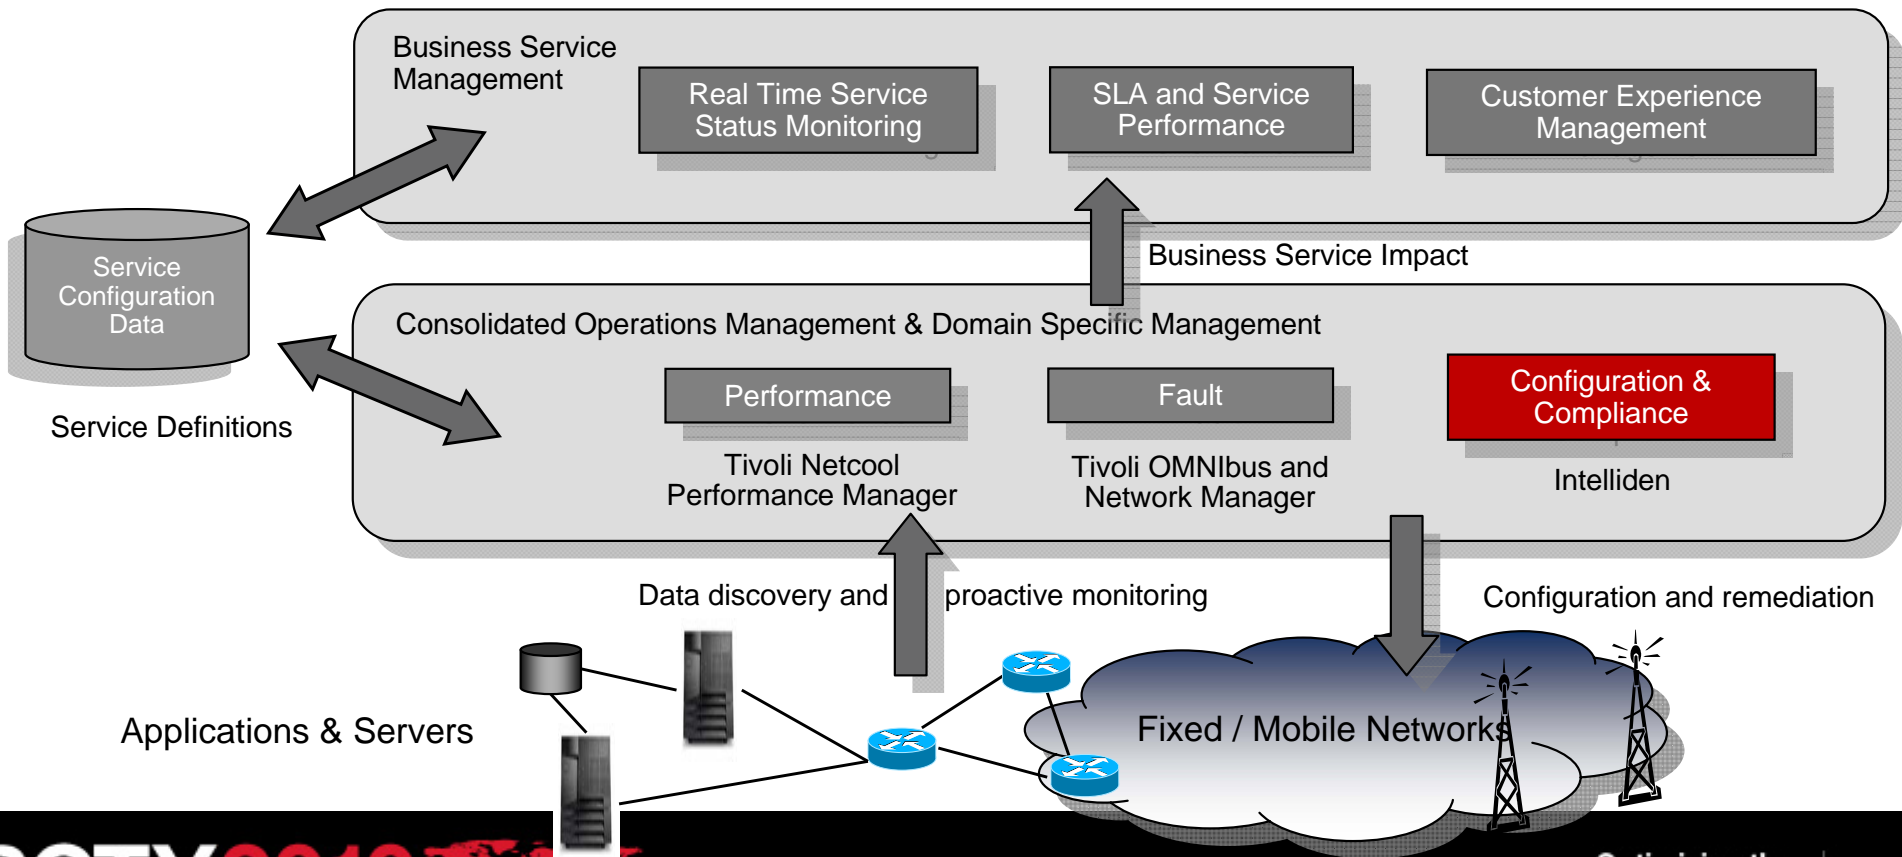 Business Service
Management
Real Time Service
Status Monitoring
SLA and Service
Performance
Customer Experience
Management
Service
Configuration
Data
Business Service Impact
Consolidated Operations Management & Domain Specific Management
Performance
Fault
Configuration &
Compliance
Service Definitions
Tivoli Netcool
Performance Manager
Tivoli OMNIbus and
Network Manager
Intelliden
Data discovery and proactive monitoring
Configuration and remediation
Applications & Servers
Fixed / Mobile Networks